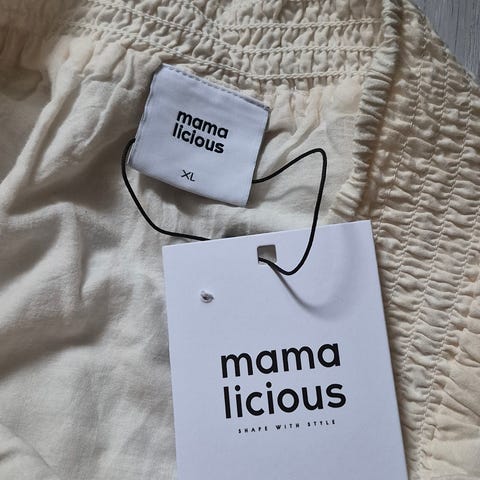 mama
licious
XL
mama
licious
SHAPE WITH STYLE